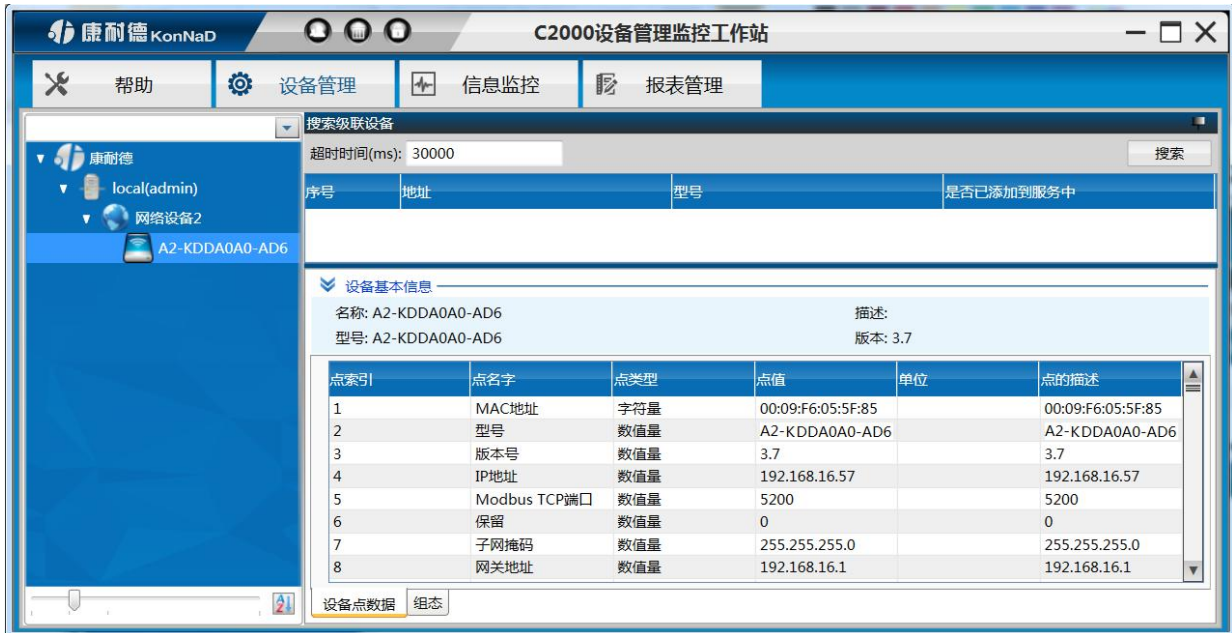 康耐德 KonNaD
C2000设备管理监控工作站
帮助 设备管理 信息监控 报表管理
康耐德
local(admin)
网络设备2
A2-KDDA0A0-AD6
搜索级联设备
超时时间(ms): 30000 搜索
序号 地址 型号 是否已添加到服务中
设备基本信息
名称: A2-KDDA0A0-AD6 描述:
型号: A2-KDDA0A0-AD6 版本: 3.7
点索引 点名字 点类型 点值 单位 点的描述
1 MAC地址 字符量 00:09:F6:05:5F:85 00:09:F6:05:5F:85
2 型号 数值量 A2-KDDA0A0-AD6 A2-KDDA0A0-AD6
3 版本号 数值量 3.7 3.7
4 IP地址 数值量 192.168.16.57 192.168.16.57
5 Modbus TCP端口 数值量 5200 5200
6 保留 数值量 0 0
7 子网掩码 数值量 255.255.255.0 255.255.255.0
8 网关地址 数值量 192.168.16.1 192.168.16.1
设备点数据 组态